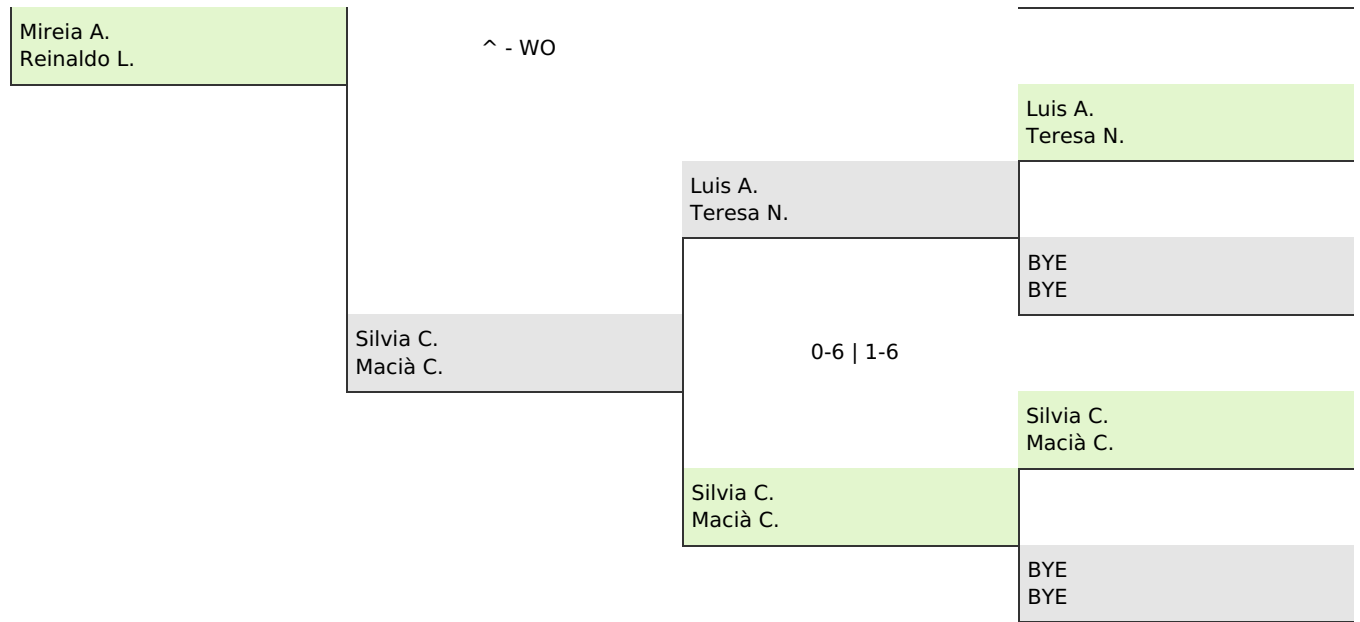 Mireia A.
Reinaldo L.
^ - WO
Luis A.
Teresa N.
Luis A.
Teresa N.
BYE
BYE
Silvia C.
Macià C.
0-6 | 1-6
Silvia C.
Macià C.
Silvia C.
Macià C.
BYE
BYE